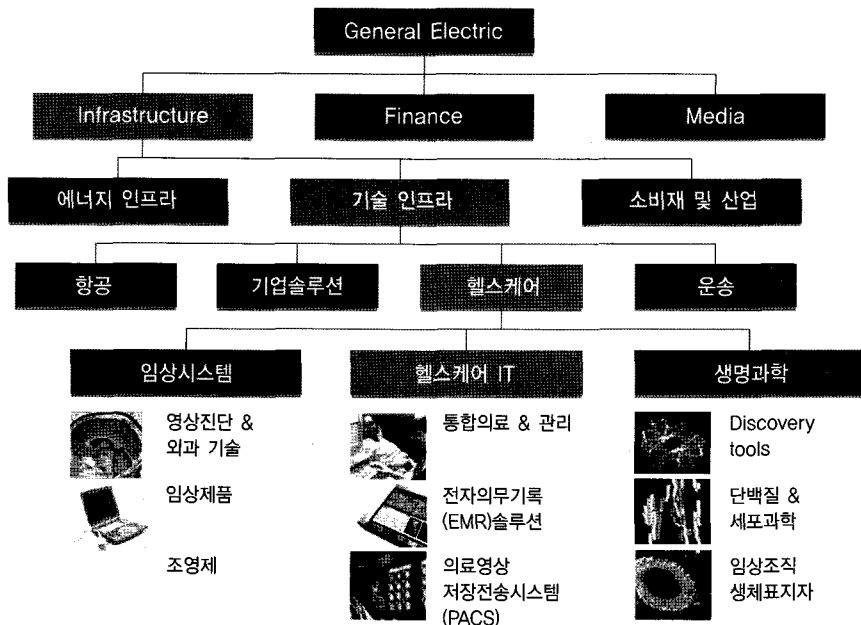 General Electric
Infrastructure
Finance
Media
에너지 인프라
기술 인프라
소비재 및 산업
항공
기업솔루션
헬스케어
운송
임상시스템
헬스케어 IT
생명과학
영상진단 &
외과 기술
임상제품
조영제
통합의료 & 관리
전자의무기록
(EMR)솔루션
의료영상
저장전송시스템
(PACS)
Discovery
tools
단백질 &
세포과학
임상조직
생체표지자